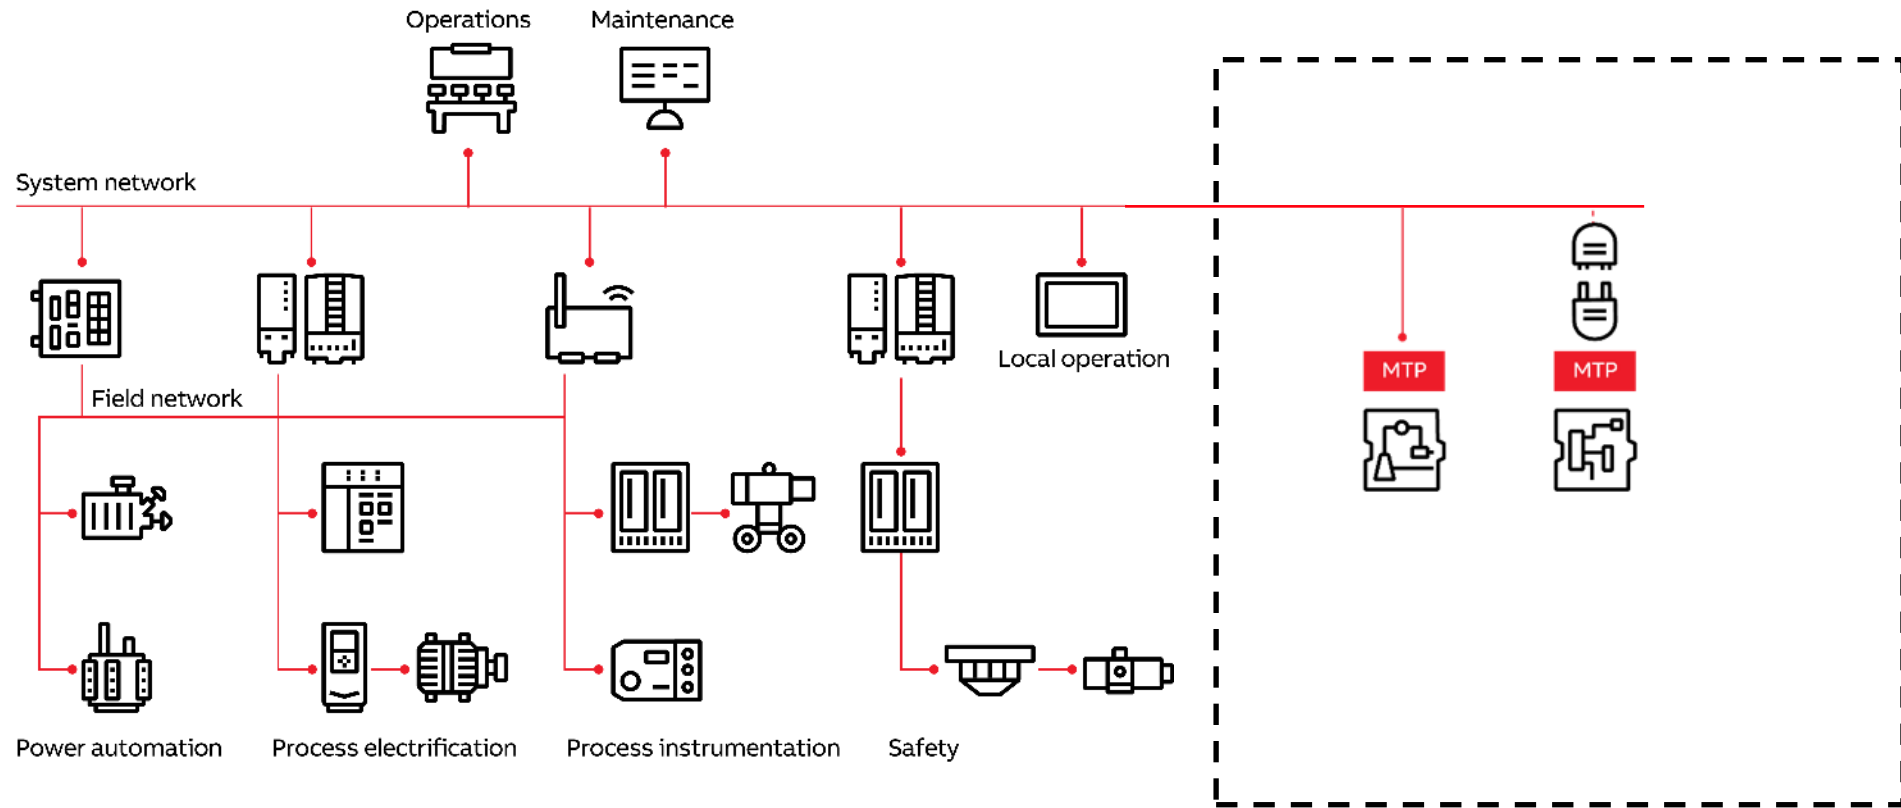 Operations
Maintenance
System network
Local operation
MTP
MTP
Field network
Power automation
Process electrification
Process instrumentation
Safety